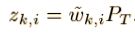 z_{k,i} = \tilde{w}_{k,i} P_T.